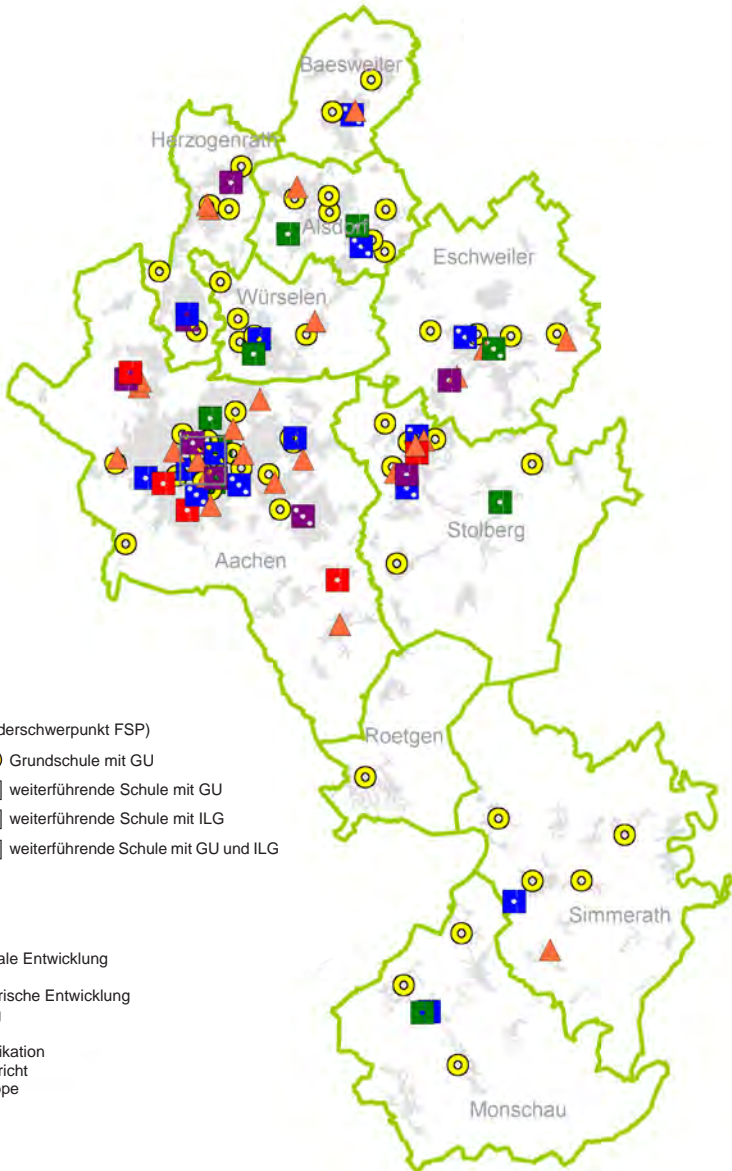 Baesweiler
Herzogenrath
Alsdorf
Eschweiler
Würselen
Stolberg
Aachen
Roetgen
derschwerpunkt FSP)
Grundschule mit GU
weiterführende Schule mit GU
weiterführende Schule mit ILG
weiterführende Schule mit GU und ILG
Simmerath
ale Entwicklung
rische Entwicklung
ikation
richt
ppe
Monschau